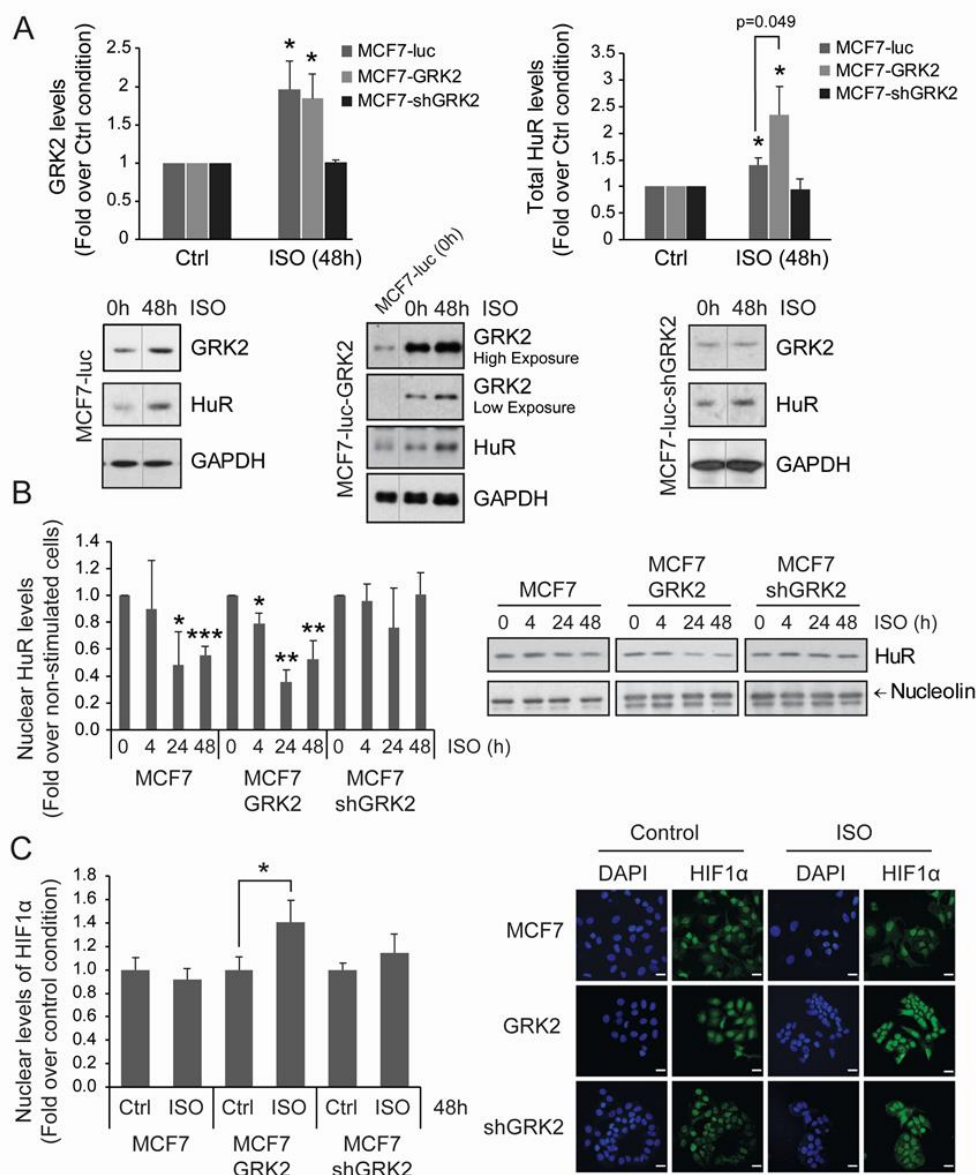 A
GRK2 levels
(Fold over Ctrl condition)
2.5
2
1.5
1
0.5
0
* *
MCF7-luc
MCF7-GRK2
MCF7-shGRK2
Ctrl
ISO (48h)
Total HuR levels
(Fold over Ctrl condition)
3.5
3
2.5
2
1.5
1
0.5
0
p=0.049
* *
MCF7-luc
MCF7-GRK2
MCF7-shGRK2
Ctrl
ISO (48h)
MCF7-luc
0h 48h ISO
GRK2
HuR
GAPDH
MCF7-luc-GRK2
MCF7-luc (0h)
0h 48h ISO
GRK2
High Exposure
GRK2
Low Exposure
HuR
GAPDH
MCF7-luc-shGRK2
0h 48h ISO
GRK2
HuR
GAPDH
B
Nuclear HuR levels
(Fold over non-stimulated cells)
1.4
1.2
1.0
0.8
0.6
0.4
0.2
0.0
* *** * ** **
0 4 24 48 0 4 24 48 0 4 24 48 ISO (h)
MCF7
MCF7
GRK2
MCF7
shGRK2
MCF7
MCF7
GRK2
MCF7
shGRK2
0 4 24 48 0 4 24 48 0 4 24 48
ISO (h)
HuR
← Nucleolin
C
Nuclear levels of HIF1α
(Fold over control condition)
1.8
1.6
1.4
1.2
1.0
0.8
0.6
0.4
0.2
0.0
*
Ctrl ISO Ctrl ISO Ctrl ISO 48h
MCF7
MCF7
GRK2
MCF7
shGRK2
Control ISO
DAPI HIF1α DAPI HIF1α
MCF7
GRK2
shGRK2